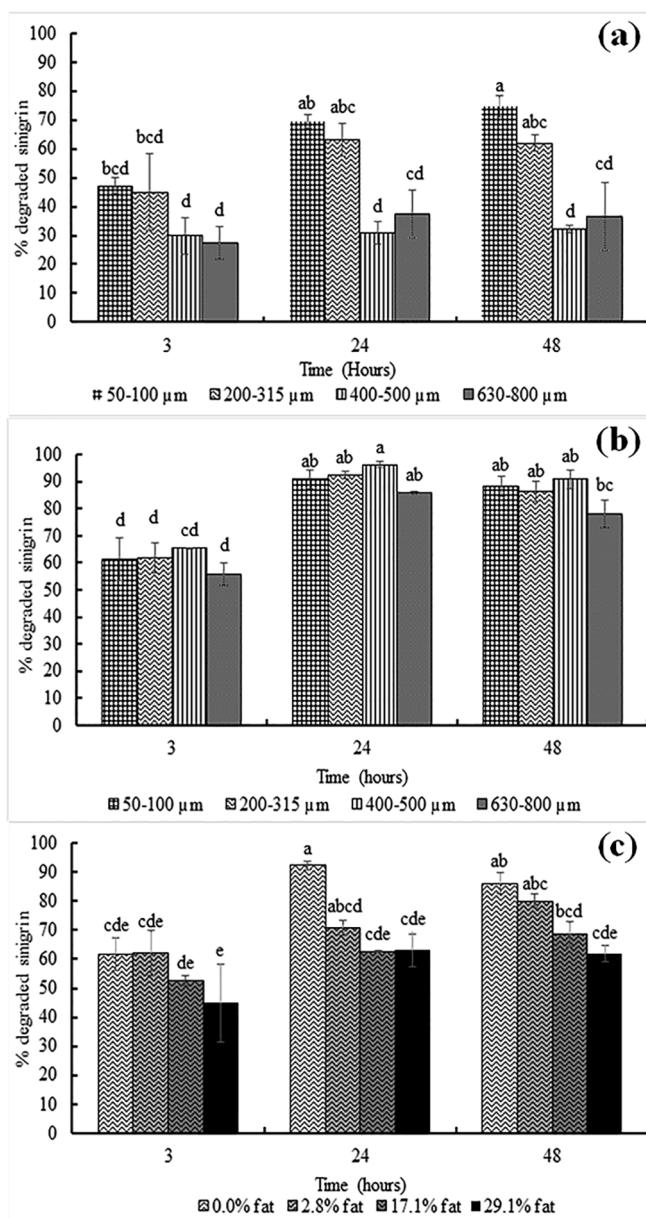 (a)
% degraded sinigrin
100
90
80
70
60
50
40
30
20
10
0
bcd bcd d d
ab abc d cd
a abc d cd
3 24 48
Time (Hours)
50-100 µm 200-315 µm 400-500 µm 630-800 µm
(b)
% degraded sinigrin
100
90
80
70
60
50
40
30
20
10
0
d d cd d
ab ab a ab
ab ab ab bc
3 24 48
Time (hours)
50-100 µm 200-315 µm 400-500 µm 630-800 µm
(c)
% degraded sinigrin
100
90
80
70
60
50
40
30
20
10
0
cde cde de e
a abcd cde cde
ab abc bcd cde
3 24 48
Time (hours)
0.0% fat 2.8% fat 17.1% fat 29.1% fat